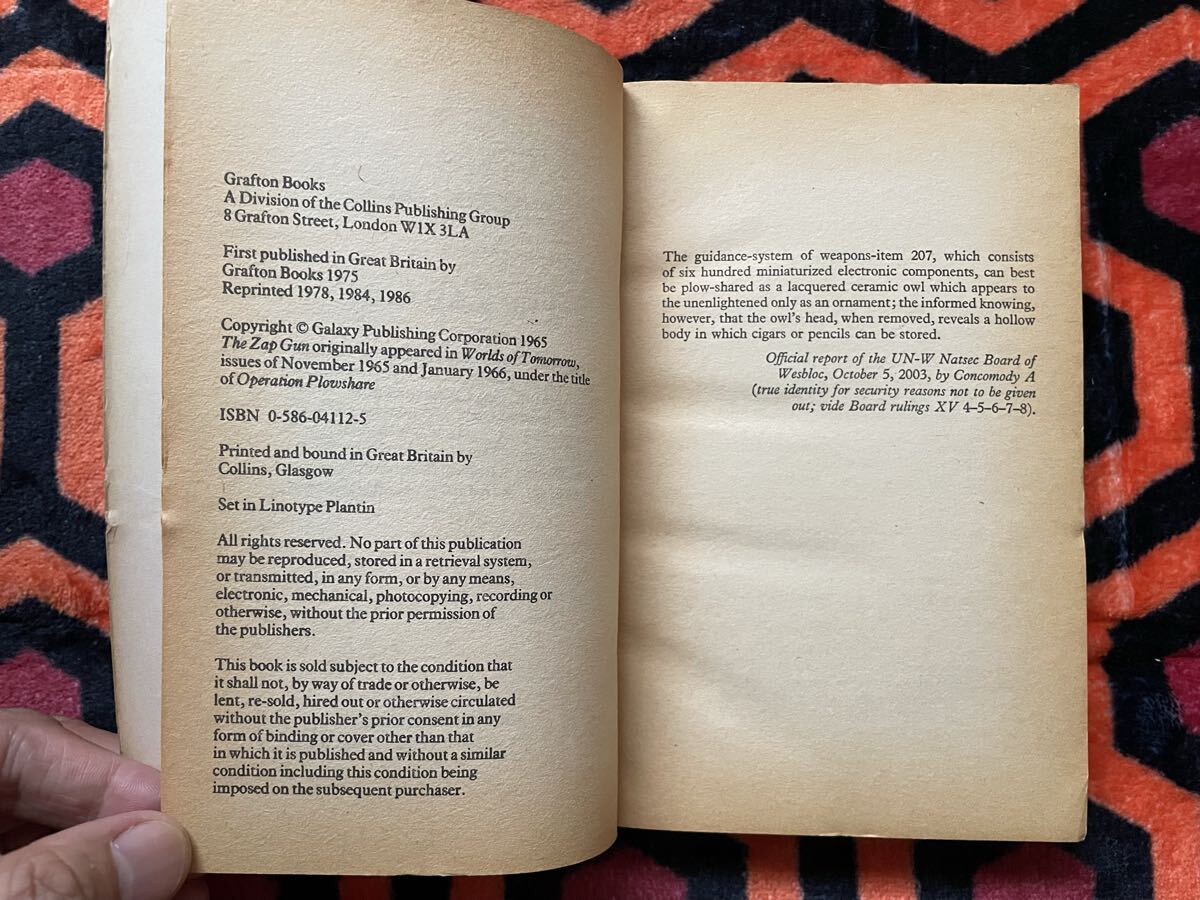 Grafton Books
A Division of the Collins Publishing Group
8 Grafton Street, London W1X 3LA
First published in Great Britain by
Grafton Books 1975
Reprinted 1978, 1984, 1986
Copyright © Galaxy Publishing Corporation 1965
The Zap Gun originally appeared in Worlds of Tomorrow,
issues of November 1965 and January 1966, under the title
of Operation Plowshare
ISBN 0-586-04112-5
Printed and bound in Great Britain by
Collins, Glasgow
Set in Linotype Plantin
All rights reserved. No part of this publication
may be reproduced, stored in a retrieval system,
or transmitted, in any form, or by any means,
electronic, mechanical, photocopying, recording or
otherwise, without the prior permission of
the publishers.
This book is sold subject to the condition that
it shall not, by way of trade or otherwise, be
lent, re-sold, hired out or otherwise circulated
without the publisher's prior consent in any
form of binding or cover other than that
in which it is published and without a similar
condition including this condition being
imposed on the subsequent purchaser.
The guidance-system of weapons-item 207, which consists
of six hundred miniaturized electronic components, can best
be plow-shared as a lacquered ceramic owl which appears to
the unenlightened only as an ornament; the informed knowing,
however, that the owl's head, when removed, reveals a hollow
body in which cigars or pencils can be stored.
Official report of the UN-W Natsec Board of
Wesbloc, October 5, 2003, by Concomody A
(true identity for security reasons not to be given
out; vide Board rulings XV 4-5-6-7-8).